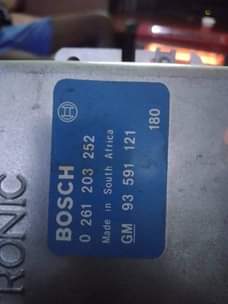 BOSCH
0 261 203 252
Made in South Africa
GM 93 591 121 180
RONIC